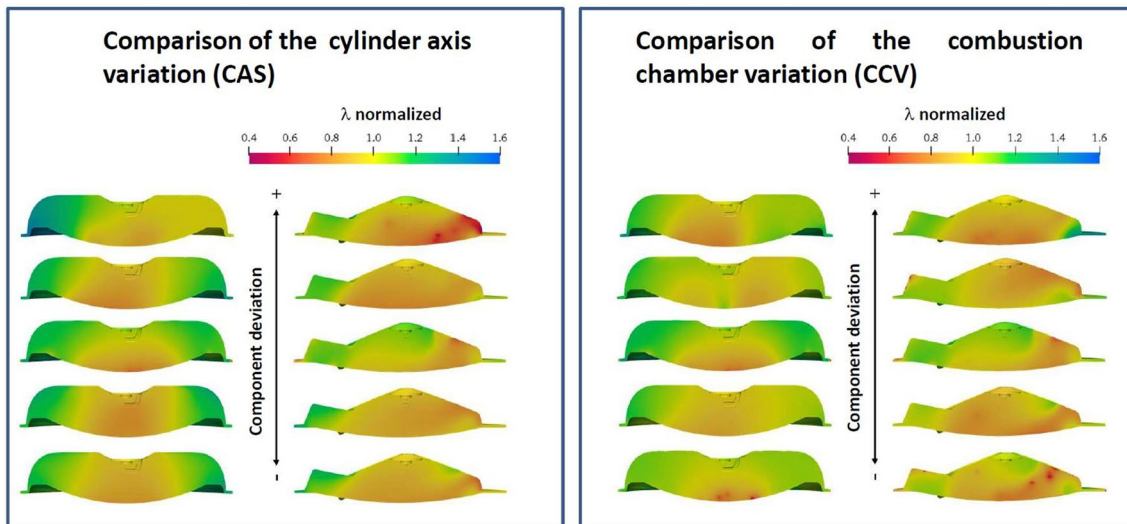 Comparison of the cylinder axis
variation (CAS)
λ normalized
0.4 0.6 0.8 1.0 1.2 1.4 1.6
+
Component deviation
-
Comparison of the combustion
chamber variation (CCV)
λ normalized
0.4 0.6 0.8 1.0 1.2 1.4 1.6
+
Component deviation
-